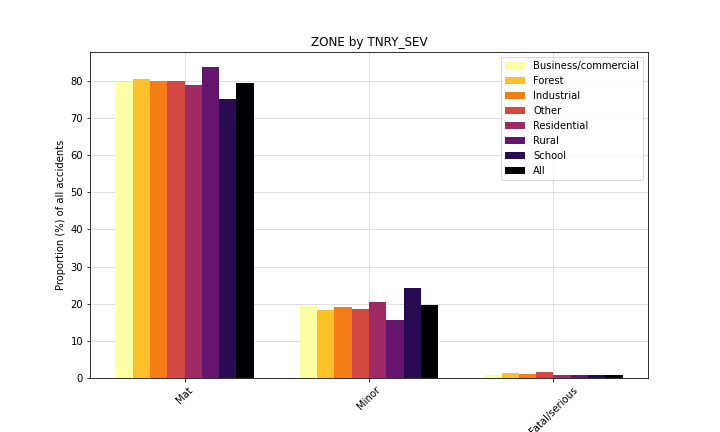 ZONE by TNRY_SEV
Business/commercial
Forest
Industrial
Other
Residential
Rural
School
All
Proportion (%) of all accidents
80
70
60
50
40
30
20
10
0
Mat
Minor
Fatal/serious